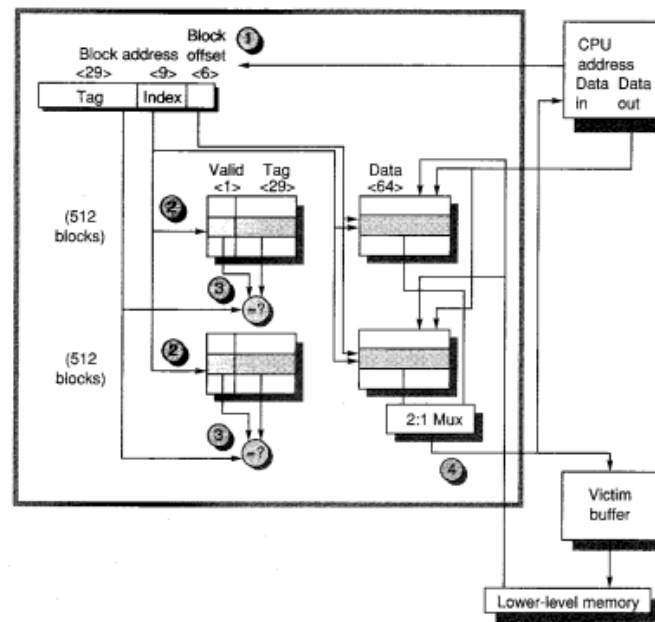 Block
Block address offset
<29> <9> <6>
Tag Index
1
CPU
address
Data Data
in out
Valid Tag
<1> <29>
Data
<64>
(512
blocks)
2
3
=?
(512
blocks)
2
3
=?
2:1 Mux
4
Victim
buffer
Lower-level memory